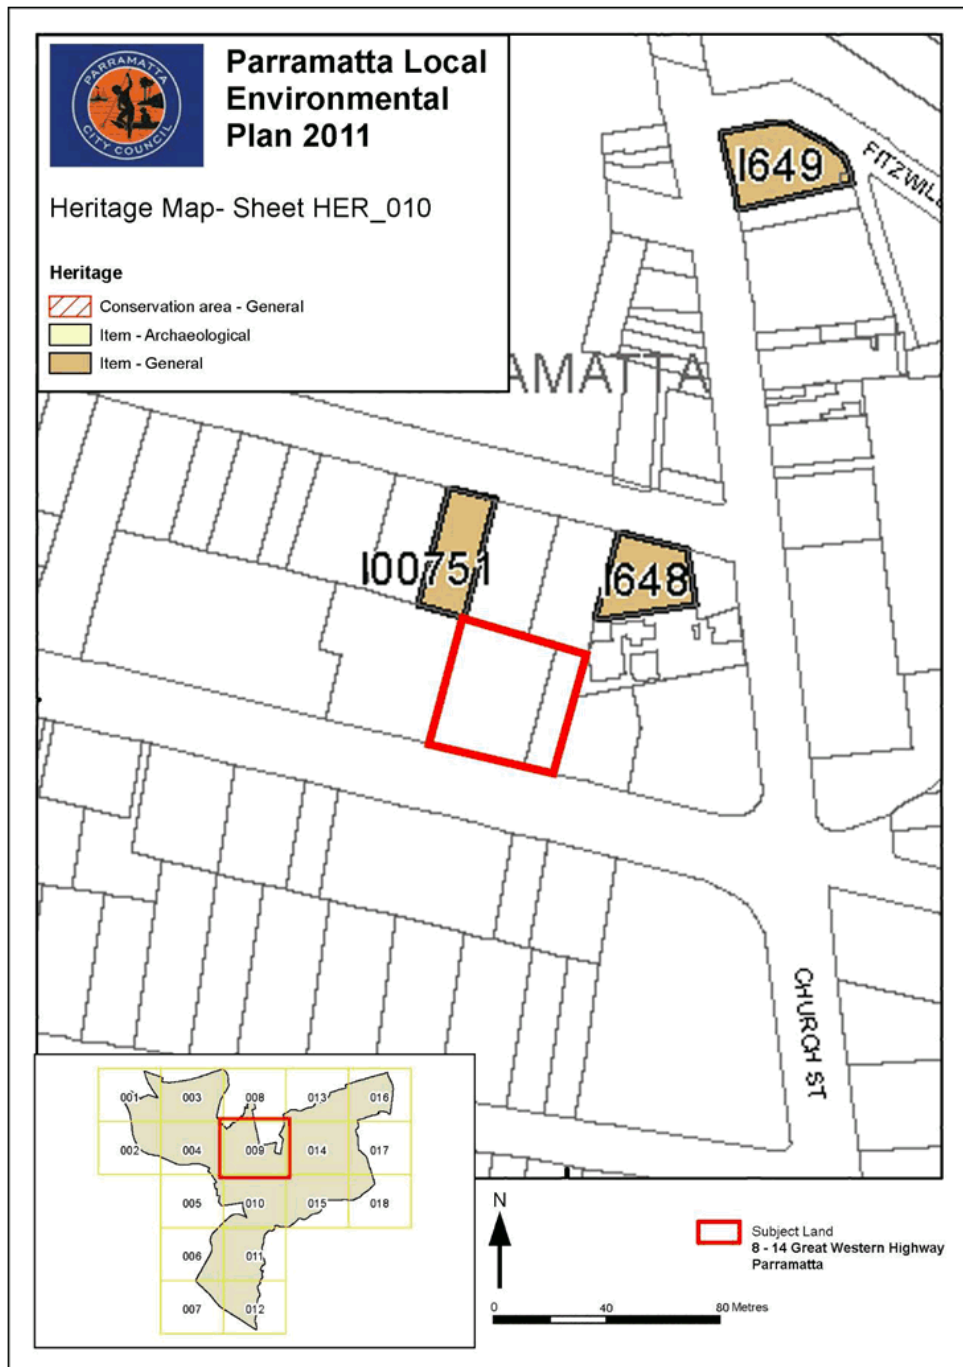 PARRAMATTA
CITY COUNCIL
Parramatta Local
Environmental
Plan 2011
Heritage Map- Sheet HER_010
Heritage
Conservation area - General
Item - Archaeological
Item - General
I649
FITZWILL
AMATTA
I00751
I648
CHURCH ST
001
003
008
013
016
002
004
009
014
017
005
010
015
018
006
011
007
012
N
0
40
80 Metres
Subject Land
8 - 14 Great Western Highway
Parramatta